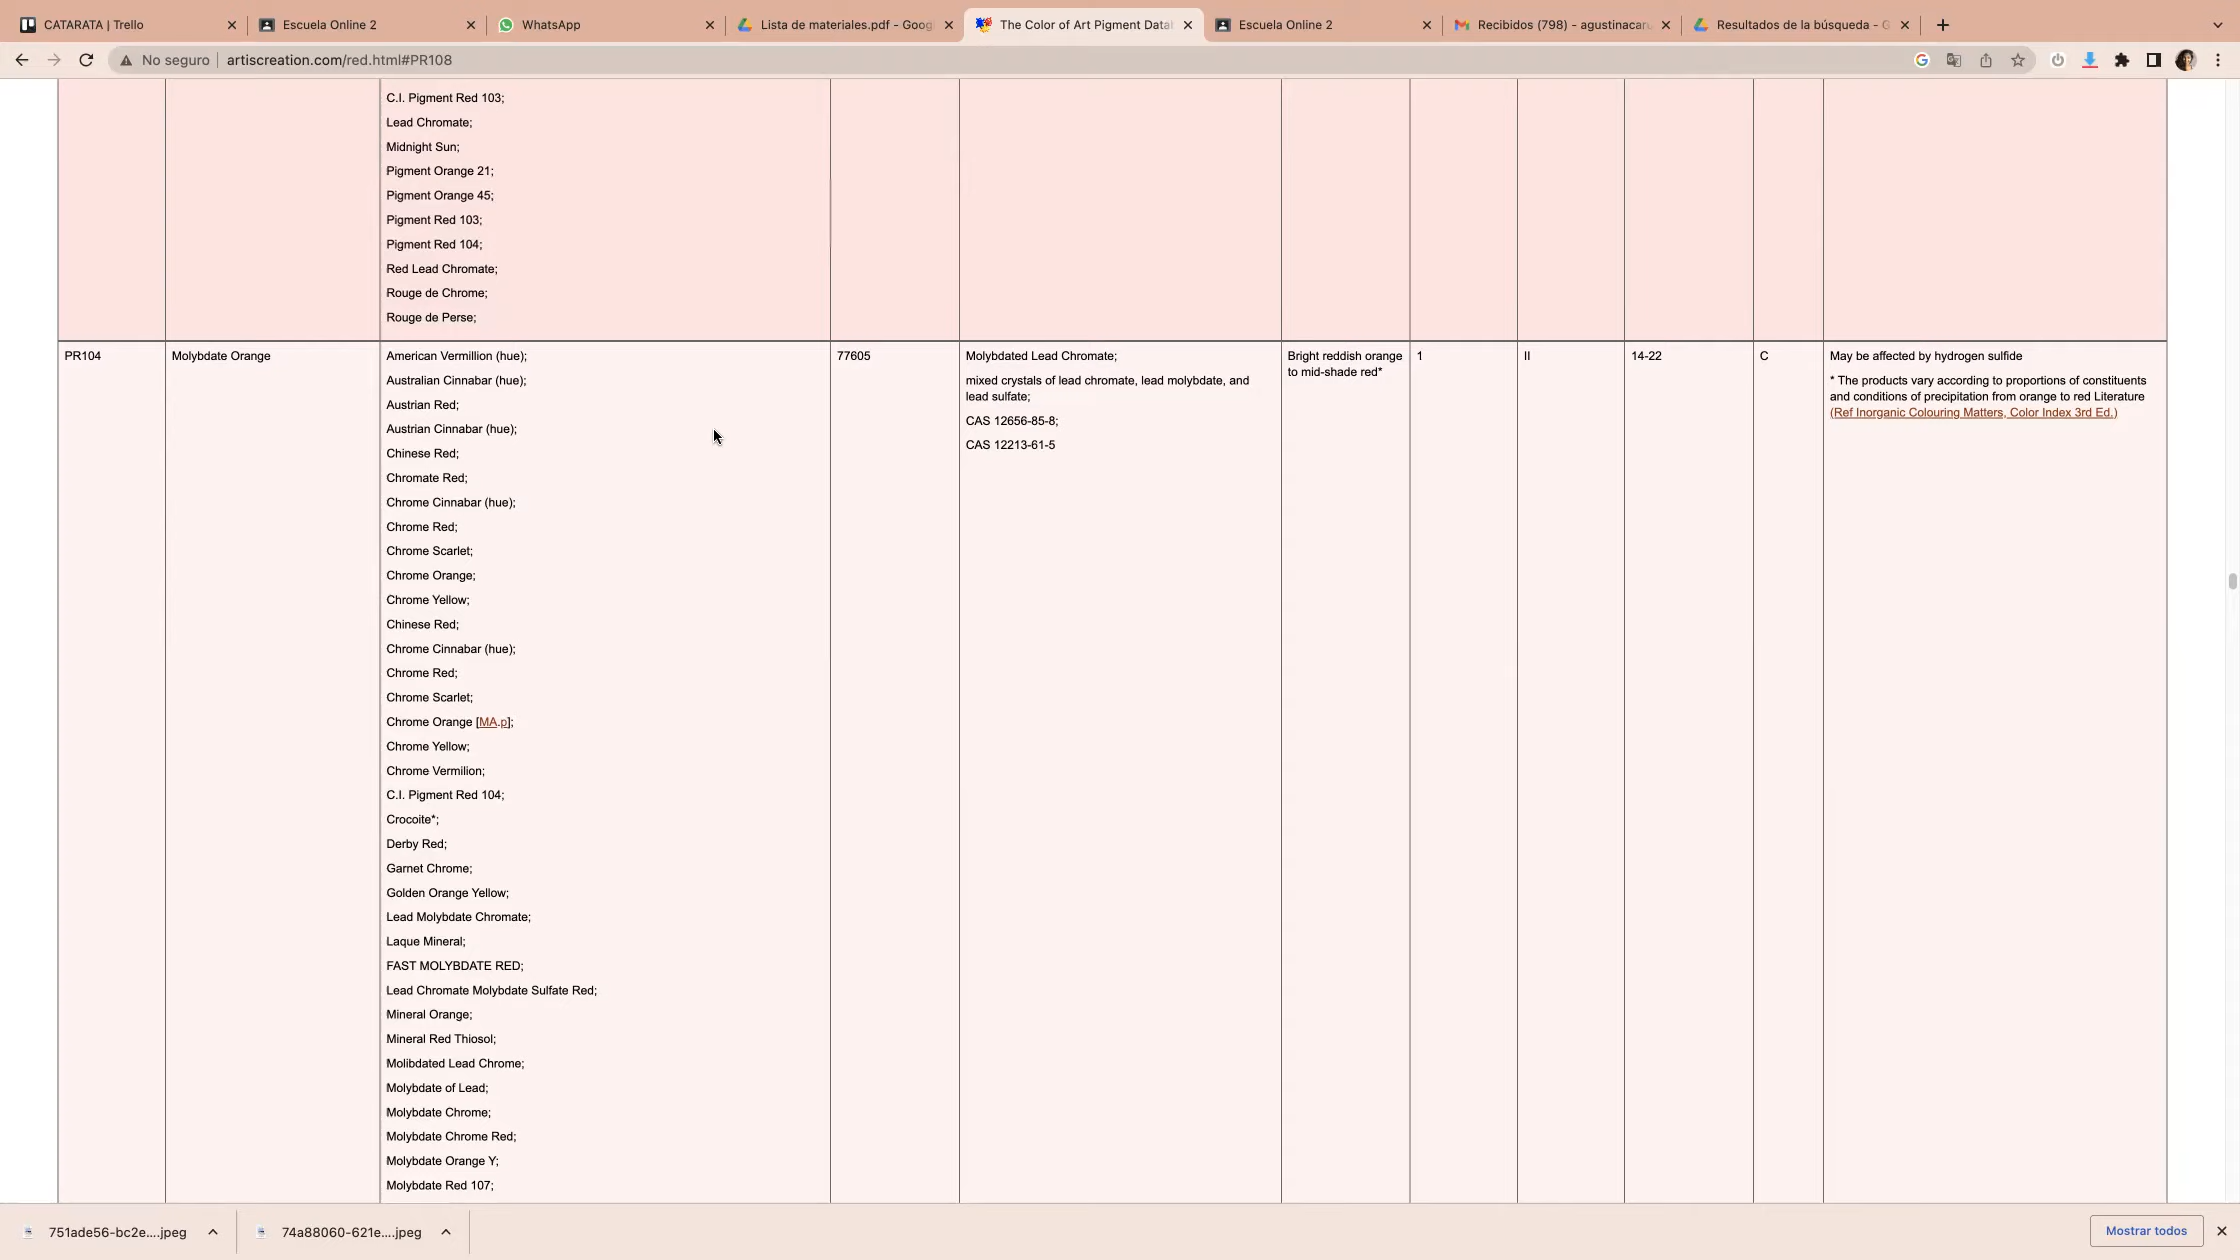 CATARATA | Trello
Escuela Online 2
WhatsApp
Lista de materiales.pdf - Googl
The Color of Art Pigment Datab
Escuela Online 2
Recibidos (798) - agustinacaru
Resultados de la búsqueda - G
No seguro
artiscreation.com/red.html#PR108
C.I. Pigment Red 103;
Lead Chromate;
Midnight Sun;
Pigment Orange 21;
Pigment Orange 45;
Pigment Red 103;
Pigment Red 104;
Red Lead Chromate;
Rouge de Chrome;
Rouge de Perse;
PR104
Molybdate Orange
American Vermillion (hue);
Australian Cinnabar (hue);
Austrian Red;
Austrian Cinnabar (hue);
Chinese Red;
Chromate Red;
Chrome Cinnabar (hue);
Chrome Red;
Chrome Scarlet;
Chrome Orange;
Chrome Yellow;
Chinese Red;
Chrome Cinnabar (hue);
Chrome Red;
Chrome Scarlet;
Chrome Orange [MA.p];
Chrome Yellow;
Chrome Vermilion;
C.I. Pigment Red 104;
Crocoite*;
Derby Red;
Garnet Chrome;
Golden Orange Yellow;
Lead Molybdate Chromate;
Laque Mineral;
FAST MOLYBDATE RED;
Lead Chromate Molybdate Sulfate Red;
Mineral Orange;
Mineral Red Thiosol;
Molibdated Lead Chrome;
Molybdate of Lead;
Molybdate Chrome;
Molybdate Chrome Red;
Molybdate Orange Y;
Molybdate Red 107;
77605
Molybdated Lead Chromate;
mixed crystals of lead chromate, lead molybdate, and
lead sulfate;
CAS 12656-85-8;
CAS 12213-61-5
Bright reddish orange
to mid-shade red*
1
II
14-22
C
May be affected by hydrogen sulfide
* The products vary according to proportions of constituents
and conditions of precipitation from orange to red Literature
(Ref Inorganic Colouring Matters, Color Index 3rd Ed.)
751ade56-bc2e....jpeg
74a88060-621e....jpeg
Mostrar todos